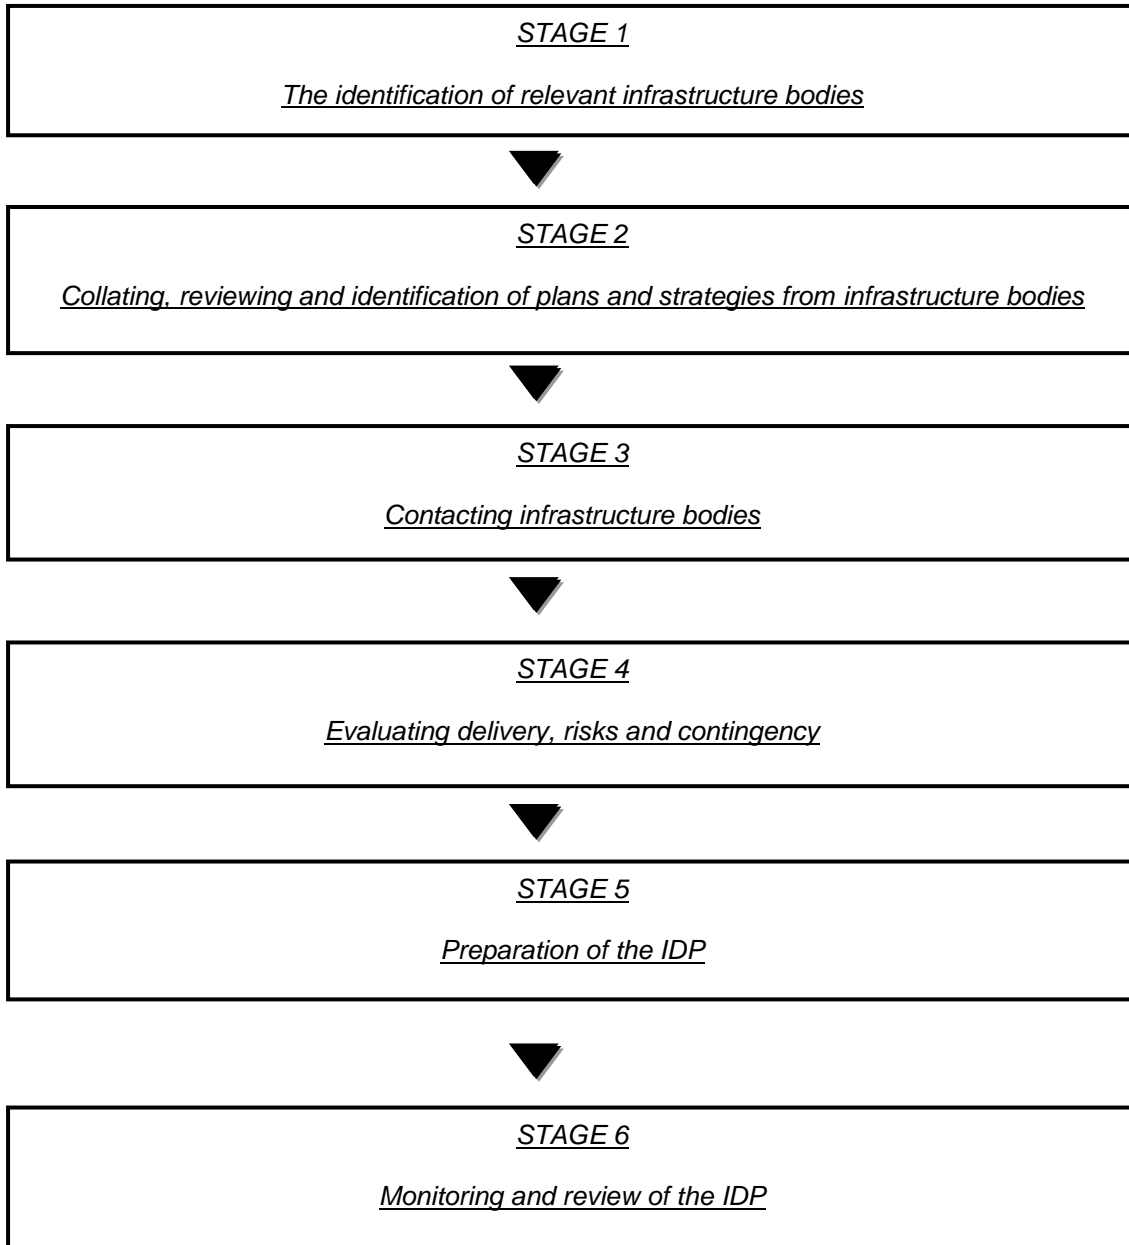 STAGE 1
The identification of relevant infrastructure bodies
STAGE 2
Collating, reviewing and identification of plans and strategies from infrastructure bodies
STAGE 3
Contacting infrastructure bodies
STAGE 4
Evaluating delivery, risks and contingency
STAGE 5
Preparation of the IDP
STAGE 6
Monitoring and review of the IDP